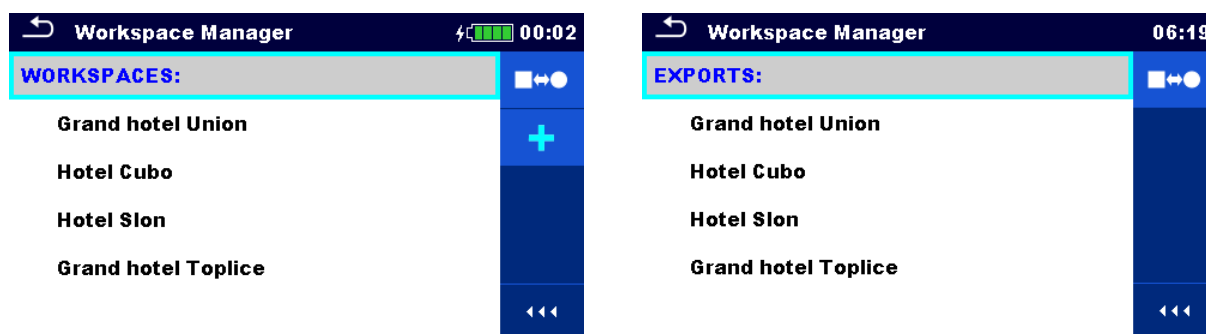 Workspace Manager 00:02
WORKSPACES:
Grand hotel Union
Hotel Cubo
Hotel Slon
Grand hotel Toplice
Workspace Manager 06:19
EXPORTS:
Grand hotel Union
Hotel Cubo
Hotel Slon
Grand hotel Toplice